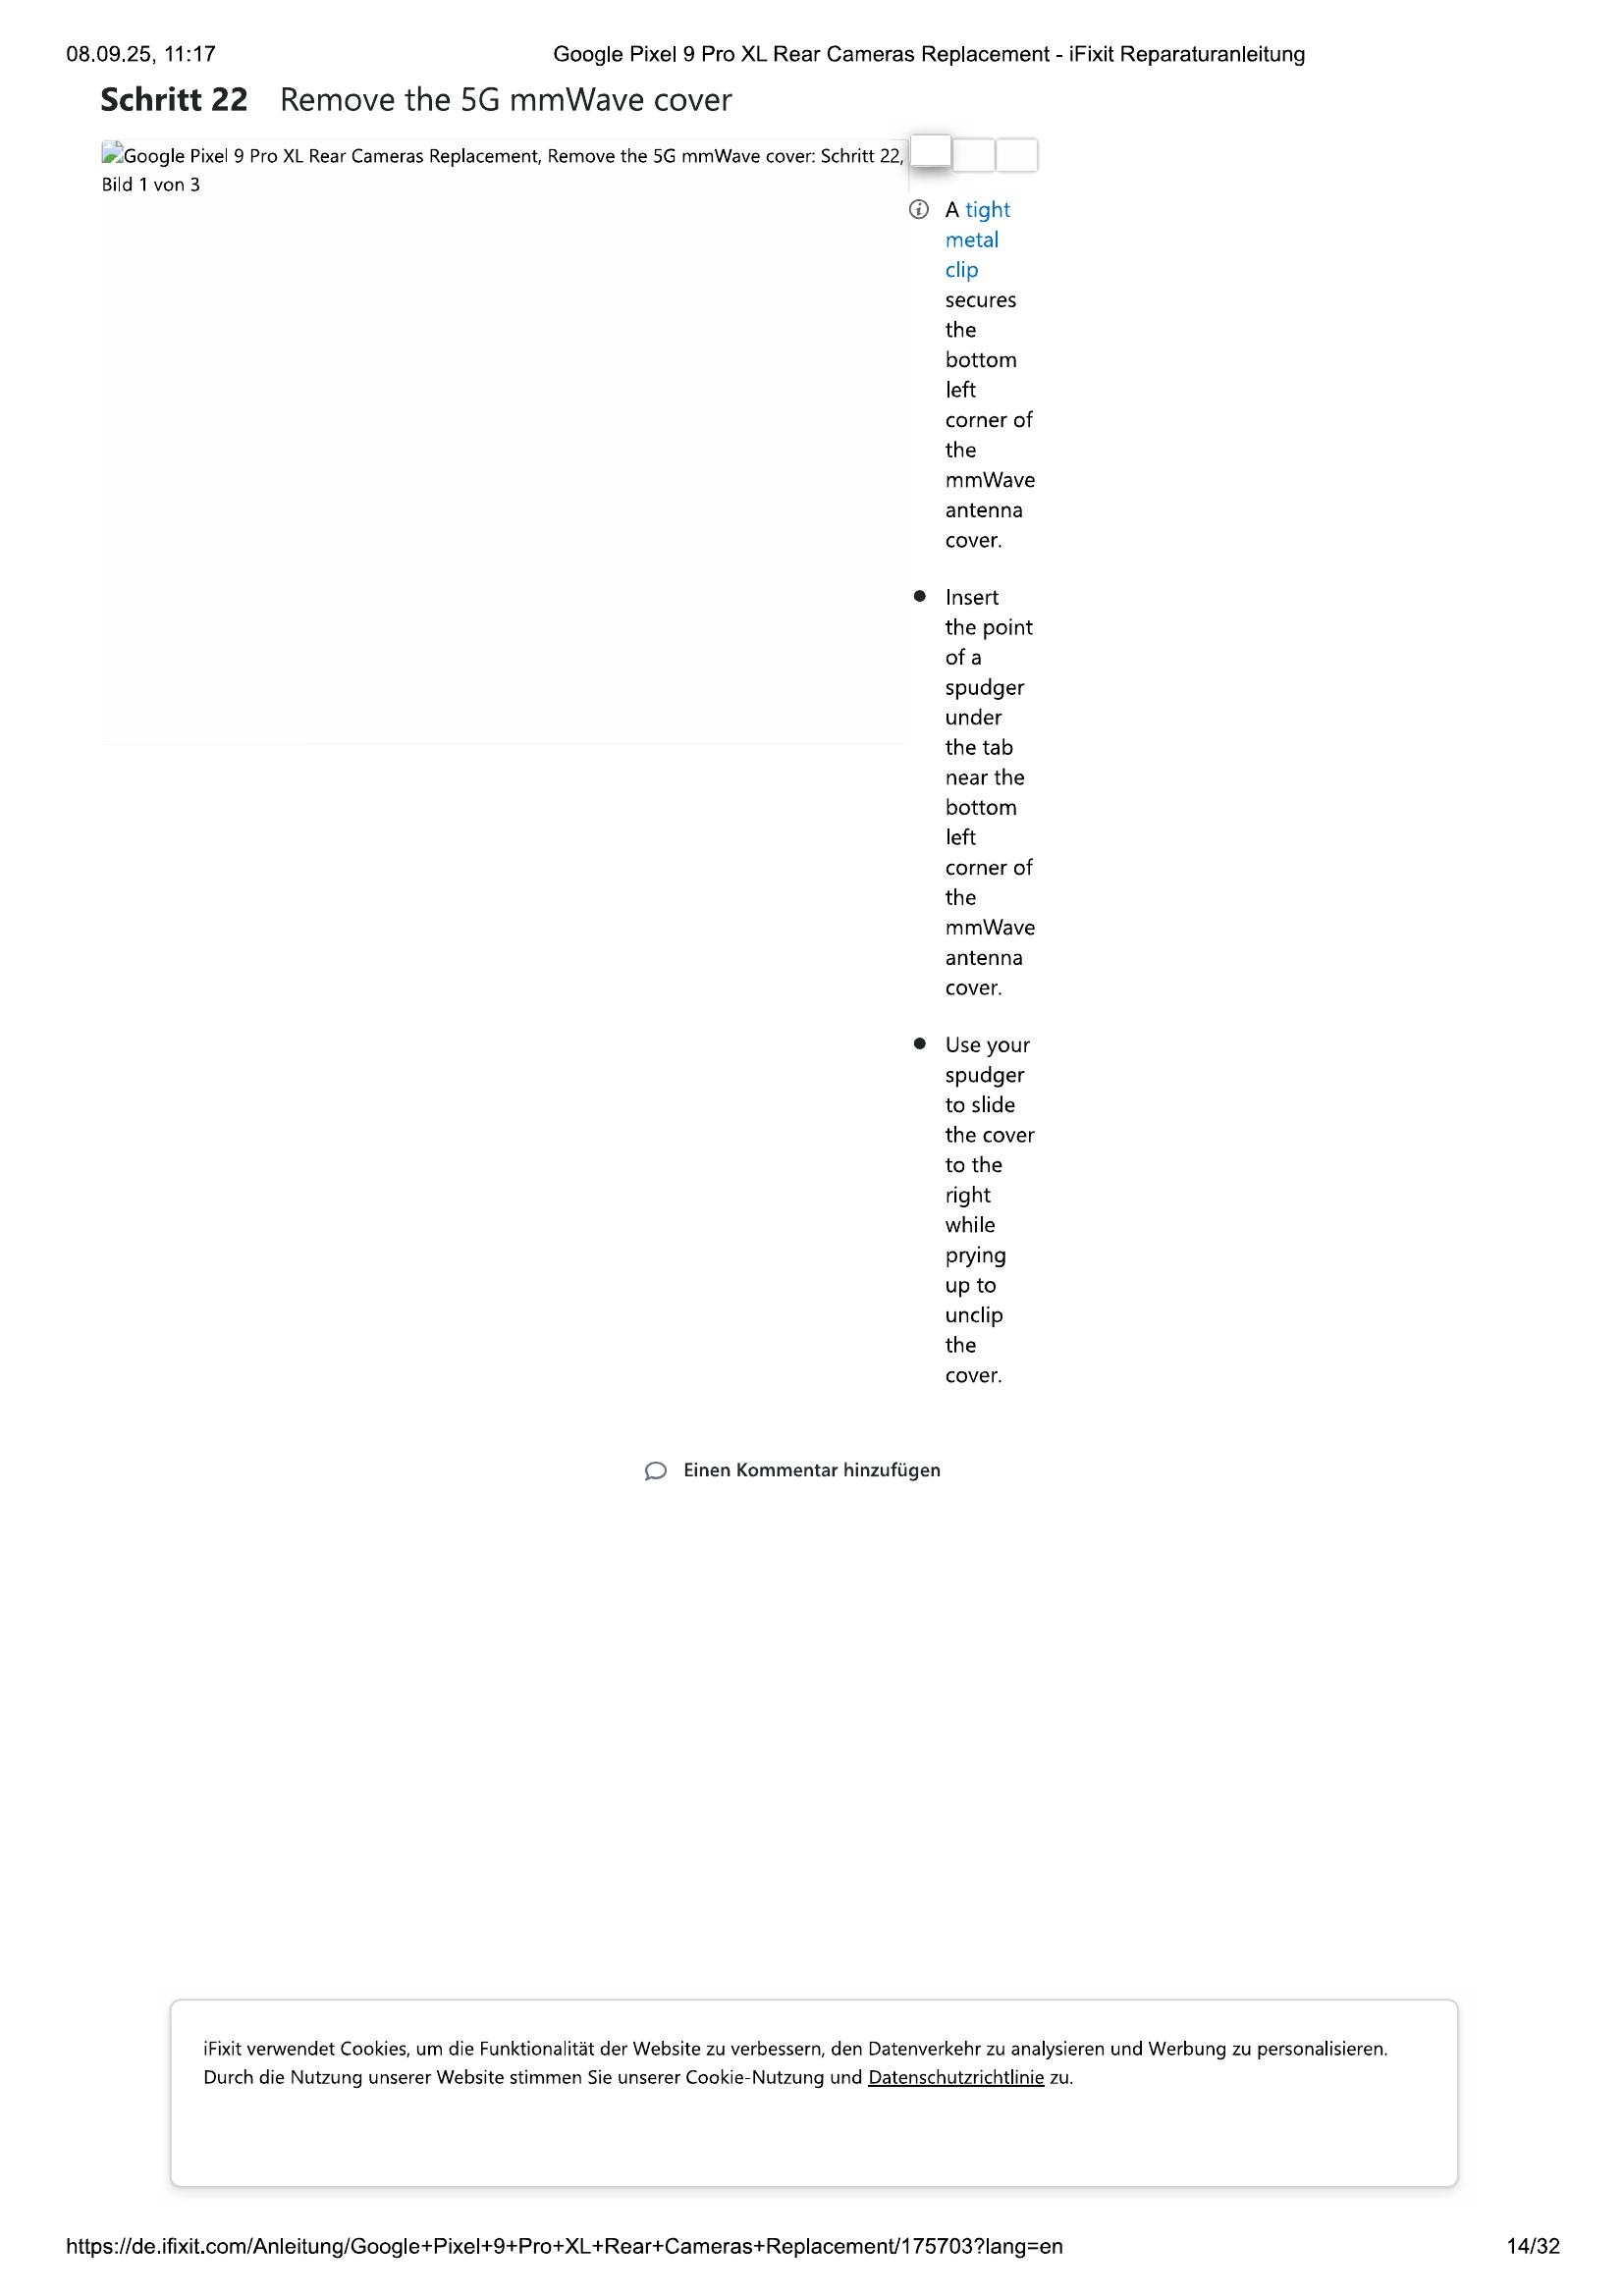 08.09.25, 11:17
Google Pixel 9 Pro XL Rear Cameras Replacement - iFixit Reparaturanleitung
Schritt 22 Remove the 5G mmWave cover
Google Pixel 9 Pro XL Rear Cameras Replacement, Remove the 5G mmWave cover: Schritt 22,
Bild 1 von 3
A tight
metal
clip
secures
the
bottom
left
corner of
the
mmWave
antenna
cover.
Insert
the point
of a
spudger
under
the tab
near the
bottom
left
corner of
the
mmWave
antenna
cover.
Use your
spudger
to slide
the cover
to the
right
while
prying
up to
unclip
the
cover.
Einen Kommentar hinzufügen
iFixit verwendet Cookies, um die Funktionalität der Website zu verbessern, den Datenverkehr zu analysieren und Werbung zu personalisieren.
Durch die Nutzung unserer Website stimmen Sie unserer Cookie-Nutzung und Datenschutzrichtlinie zu.
https://de.ifixit.com/Anleitung/Google+Pixel+9+Pro+XL+Rear+Cameras+Replacement/175703?lang=en
14/32